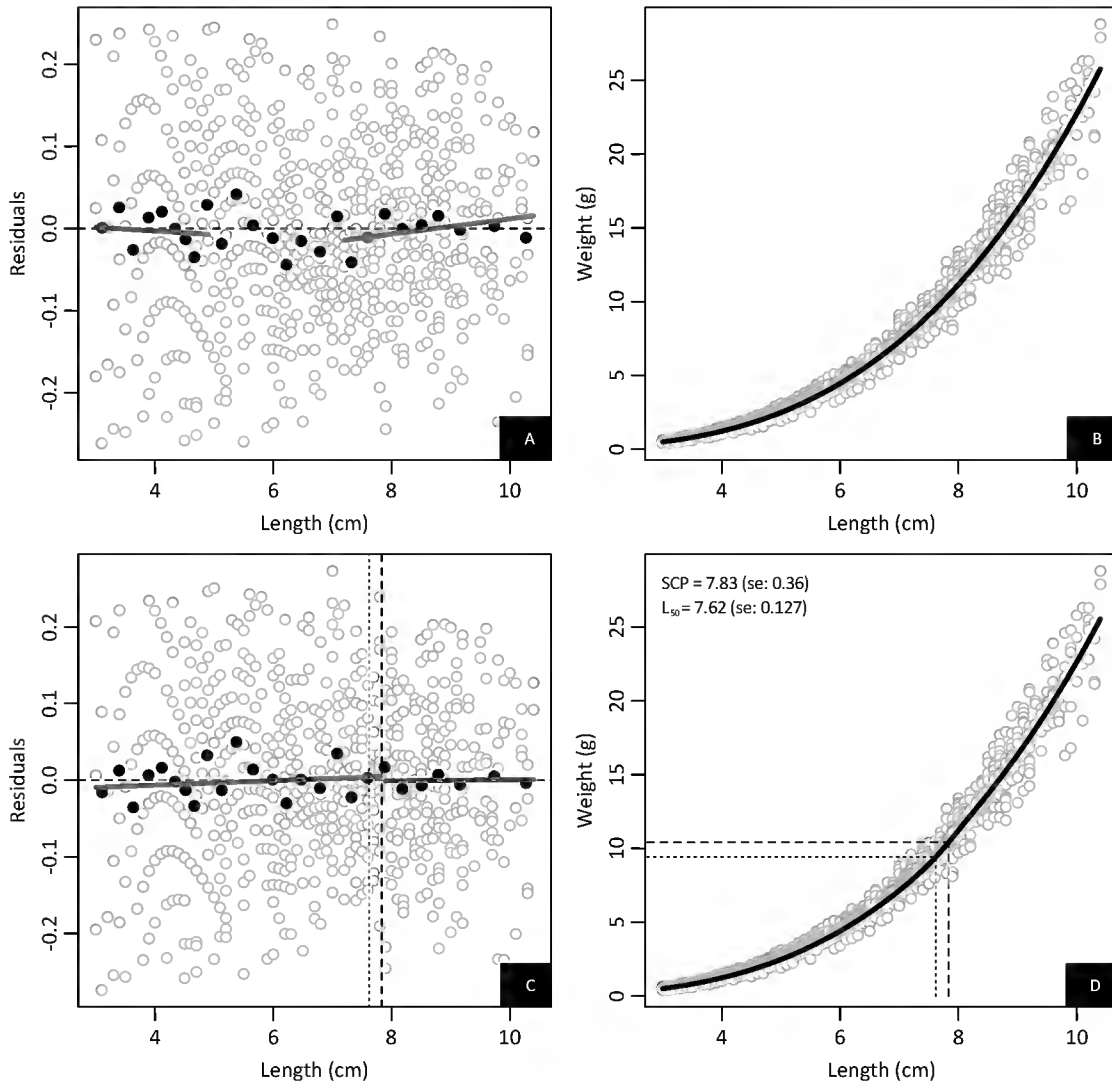 0.2
0.1
0.0
-0.1
-0.2
Residuals
4
6
8
10
Length (cm)
A
25
20
15
10
5
0
Weight (g)
4
6
8
10
Length (cm)
B
0.2
0.1
0.0
-0.1
-0.2
Residuals
4
6
8
10
Length (cm)
C
SCP = 7.83 (se: 0.36)
L₅₀ = 7.62 (se: 0.127)
25
20
15
10
5
0
Weight (g)
4
6
8
10
Length (cm)
D